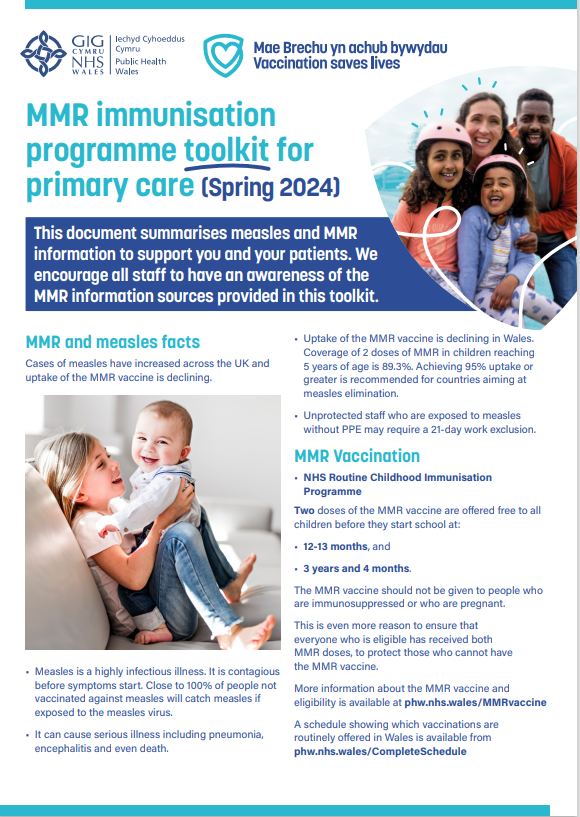 GIG
CYMRU
NHS
WALES
Iechyd Cyhoeddus
Cymru
Public Health
Wales
Mae Brechu yn achub bywydau
Vaccination saves lives
MMR immunisation
programme toolkit for
primary care (Spring 2024)
This document summarises measles and MMR
information to support you and your patients. We
encourage all staff to have an awareness of the
MMR information sources provided in this toolkit.
MMR and measles facts
Cases of measles have increased across the UK and
uptake of the MMR vaccine is declining.
• Measles is a highly infectious illness. It is contagious
before symptoms start. Close to 100% of people not
vaccinated against measles will catch measles if
exposed to the measles virus.
• It can cause serious illness including pneumonia,
encephalitis and even death.
• Uptake of the MMR vaccine is declining in Wales.
Coverage of 2 doses of MMR in children reaching
5 years of age is 89.3%. Achieving 95% uptake or
greater is recommended for countries aiming at
measles elimination.
• Unprotected staff who are exposed to measles
without PPE may require a 21-day work exclusion.
MMR Vaccination
• NHS Routine Childhood Immunisation
Programme
Two doses of the MMR vaccine are offered free to all
children before they start school at:
• 12-13 months, and
• 3 years and 4 months.
The MMR vaccine should not be given to people who
are immunosuppressed or who are pregnant.
This is even more reason to ensure that
everyone who is eligible has received both
MMR doses, to protect those who cannot have
the MMR vaccine.
More information about the MMR vaccine and
eligibility is available at phw.nhs.wales/MMRvaccine
A schedule showing which vaccinations are
routinely offered in Wales is available from
phw.nhs.wales/CompleteSchedule